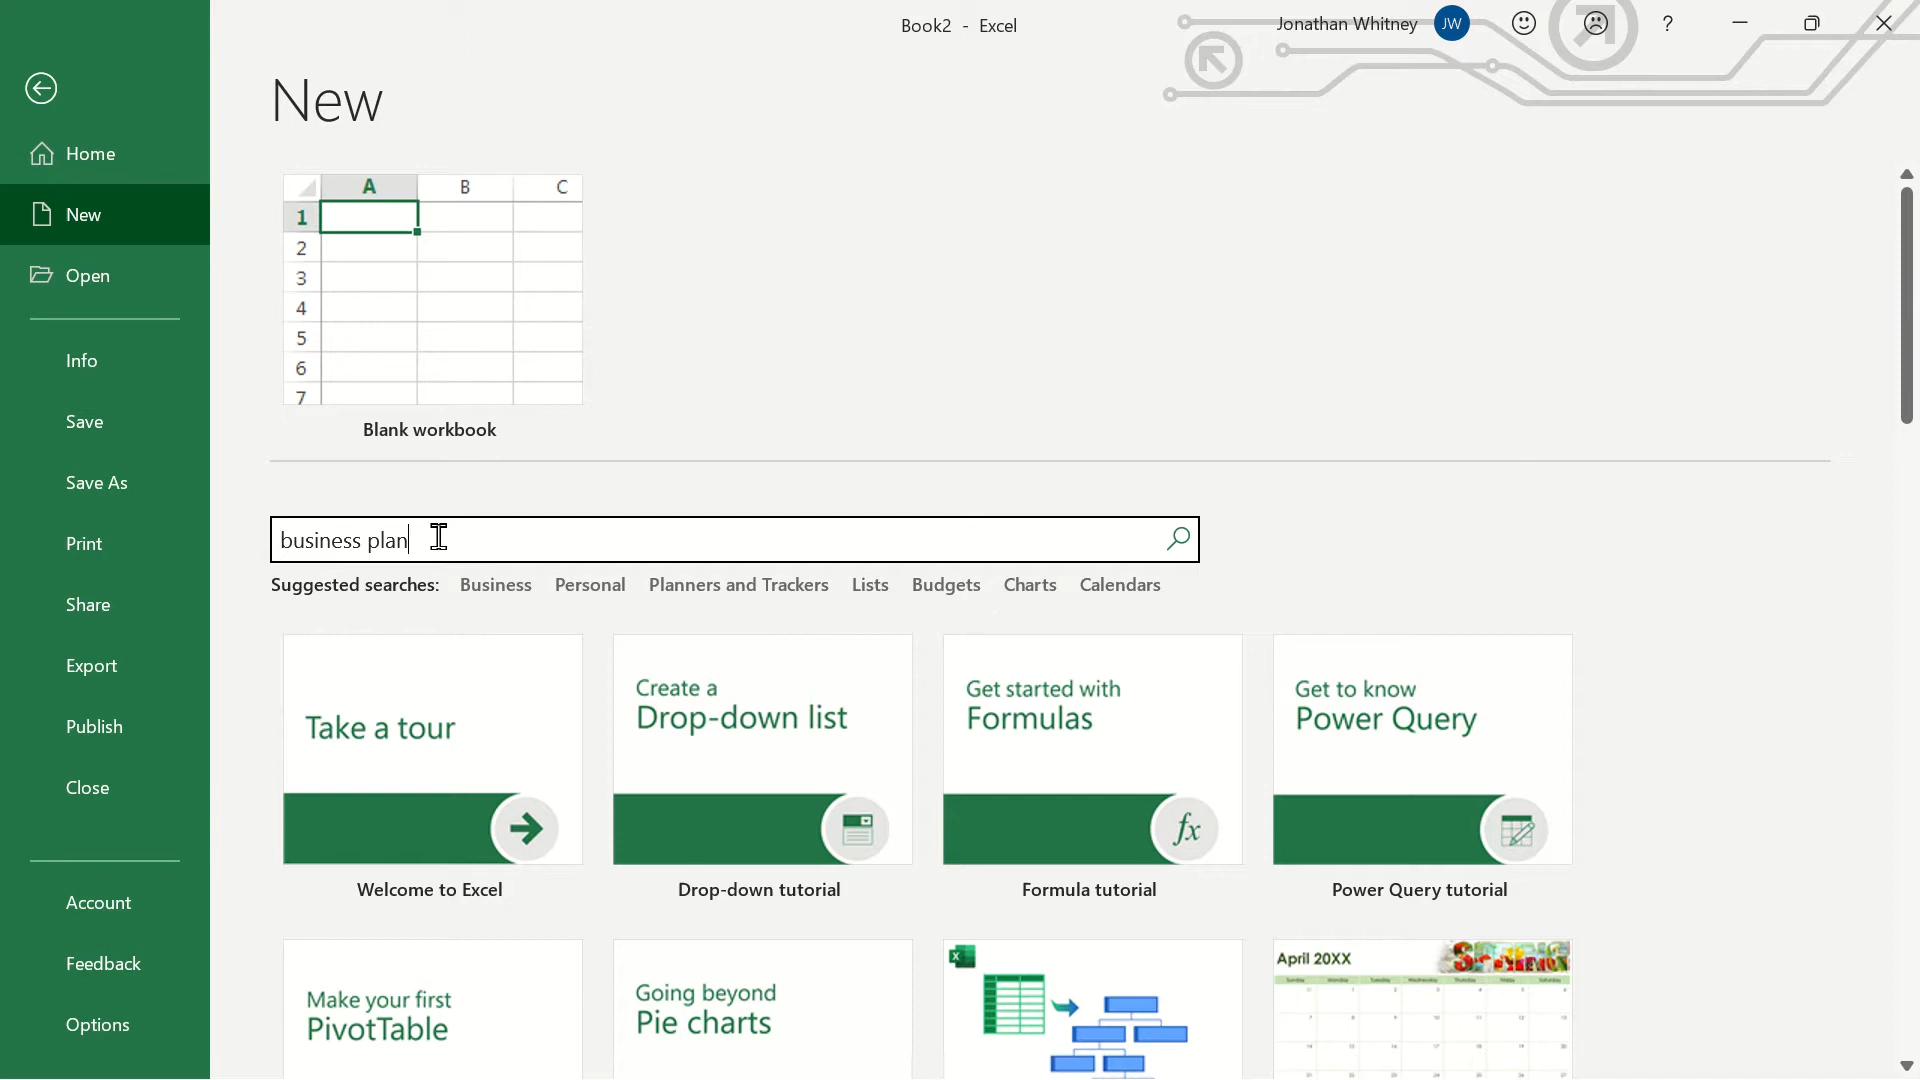 Book2 - Excel
Jonathan Whitney JW ?
New
Home
New
Open
Info
Save
Save As
Print
Share
Export
Publish
Close
Account
Feedback
Options
A B C
1
2
3
4
5
6
7
Blank workbook
business plan
Suggested searches: Business Personal Planners and Trackers Lists Budgets Charts Calendars
Take a tour
Welcome to Excel
Create a
Drop-down list
Drop-down tutorial
Get started with
Formulas
fx
Formula tutorial
Get to know
Power Query
Power Query tutorial
Make your first
PivotTable
Going beyond
Pie charts
X
April 20XX